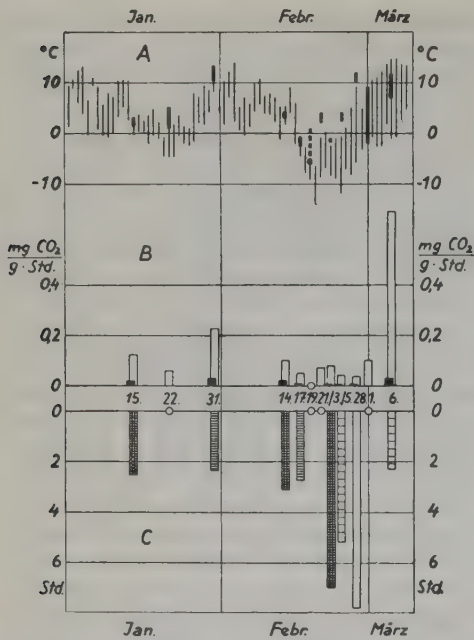 Jan. Febr. März
°C A °C
10 10
0 0
-10 -10
mg CO₂ mg CO₂
g · Std. B g · Std.
0,4 0,4
0,2 0,2
0 0
15. 22. 31. 14. 17. 19. 21./3./5. 28. 1. 6.
0 0
2 2
4 4
C
6 6
Std. Std.
Jan. Febr. März